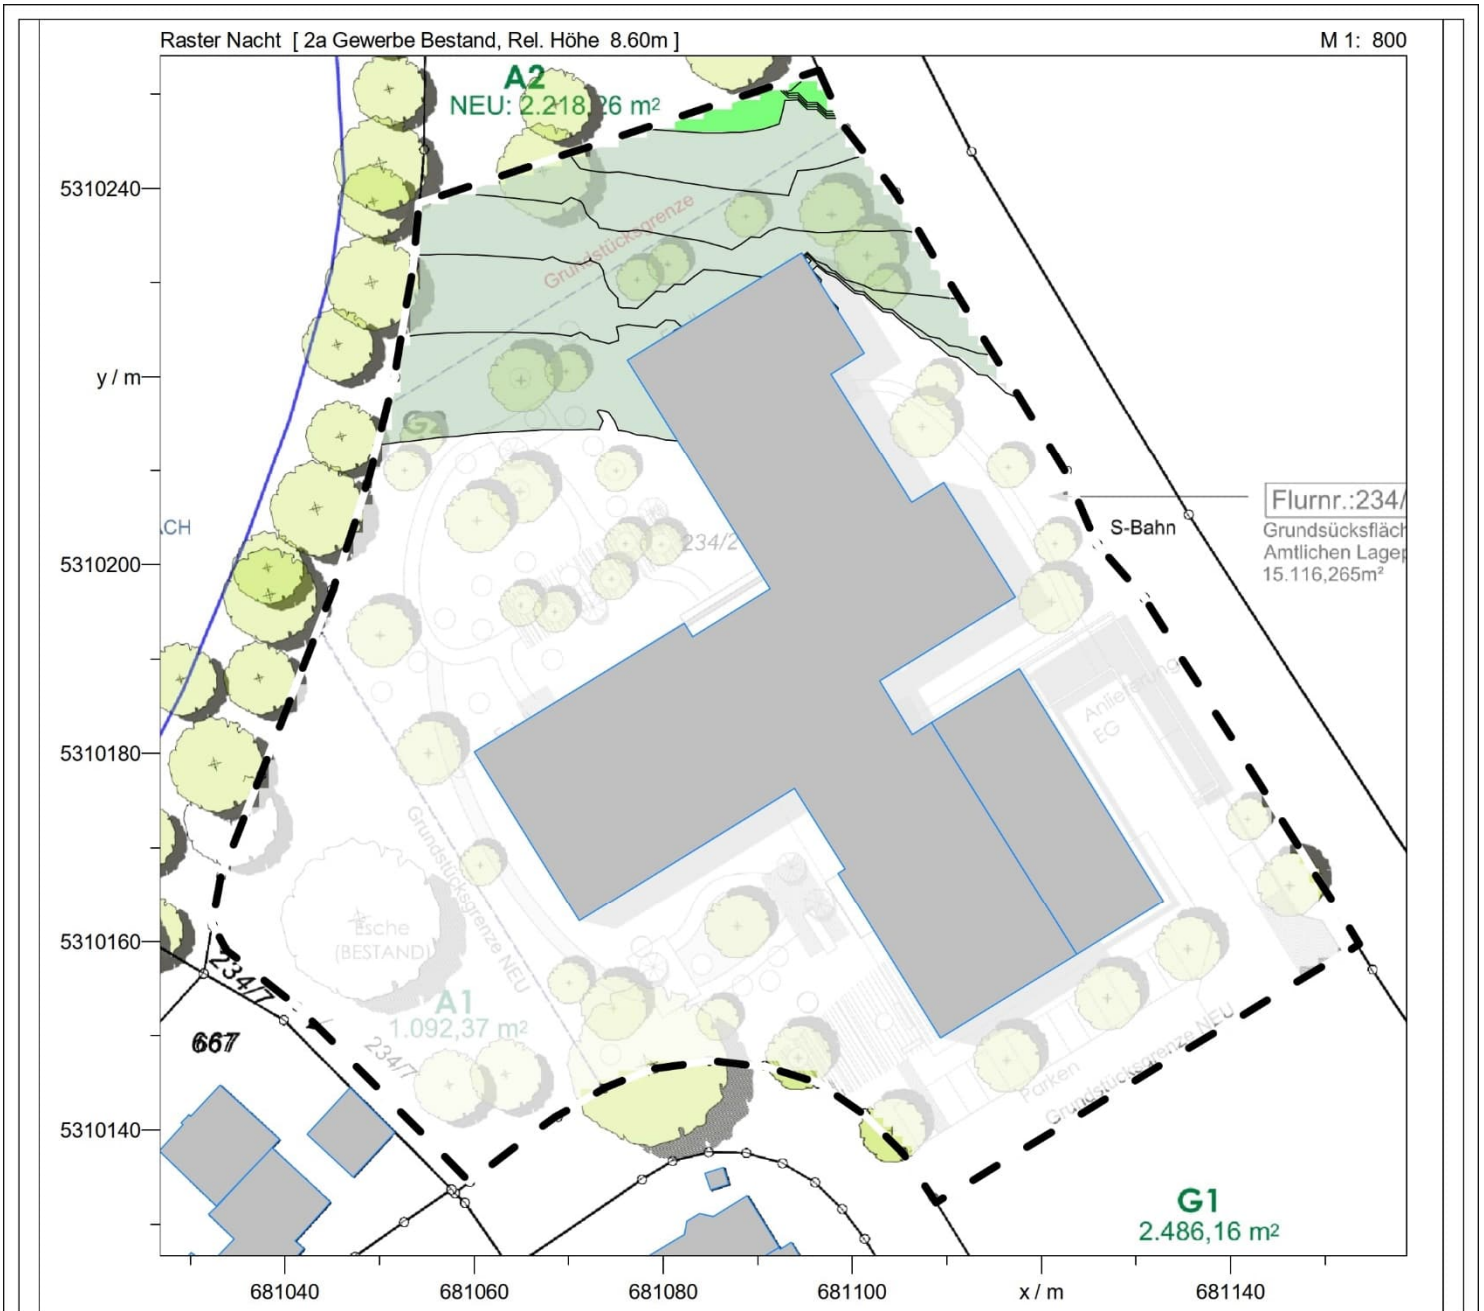 Raster Nacht [ 2a Gewerbe Bestand, Rel. Höhe 8.60m ]
M 1: 800
A2
NEU: 2.218,26 m²
5310240
Grundstücksgrenze
y / m
G2
ACH
234/2
Flurnr.:234/
Grundsücksfläch
Amtlichen Lagep
15.116,265m²
S-Bahn
5310200
Anlieferung
EG
5310180
Grundstücksgrenze NEU
Esche
(BESTAND)
5310160
234/7
A1
1.092,37 m²
667
234/7
Parken
Grundstücksgrenze NEU
5310140
G1
2.486,16 m²
681040
681060
681080
681100
x / m
681140